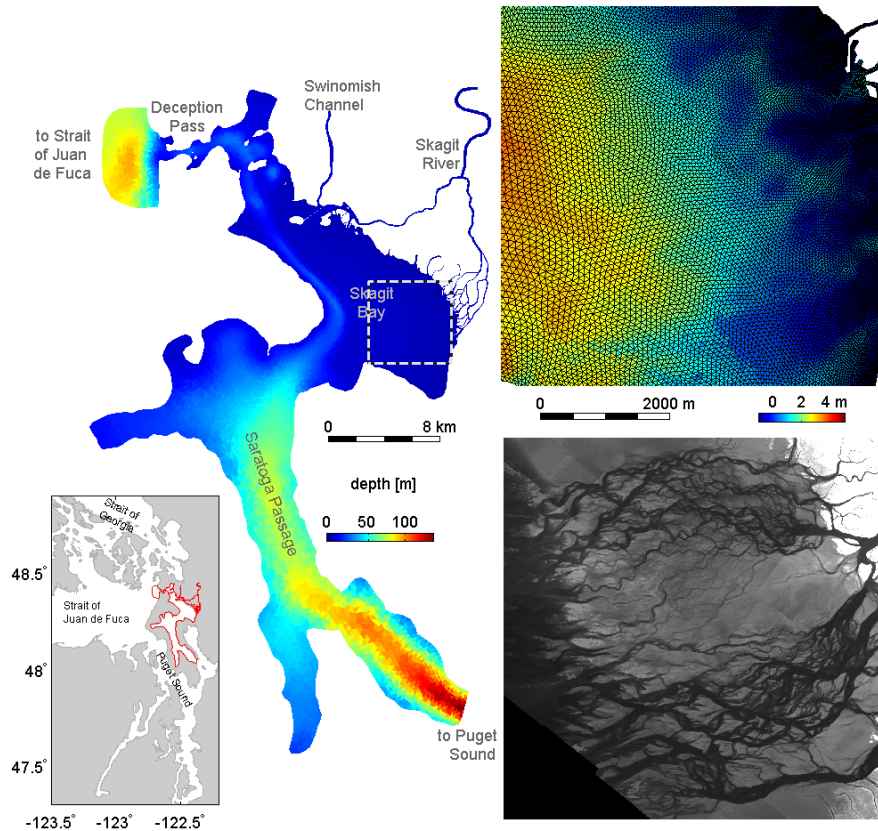 Deception
Pass
Swinomish
Channel
Skagit
River
to Strait
of Juan
de Fuca
Skagit
Bay
0 8 km
Saratoga Passage
depth [m]
0 50 100
to Puget
Sound
0 2000 m
0 2 4 m
Strait of
Georgia
48.5°
Strait of
Juan de Fuca
48°
Puget Sound
47.5°
-123.5° -123° -122.5°